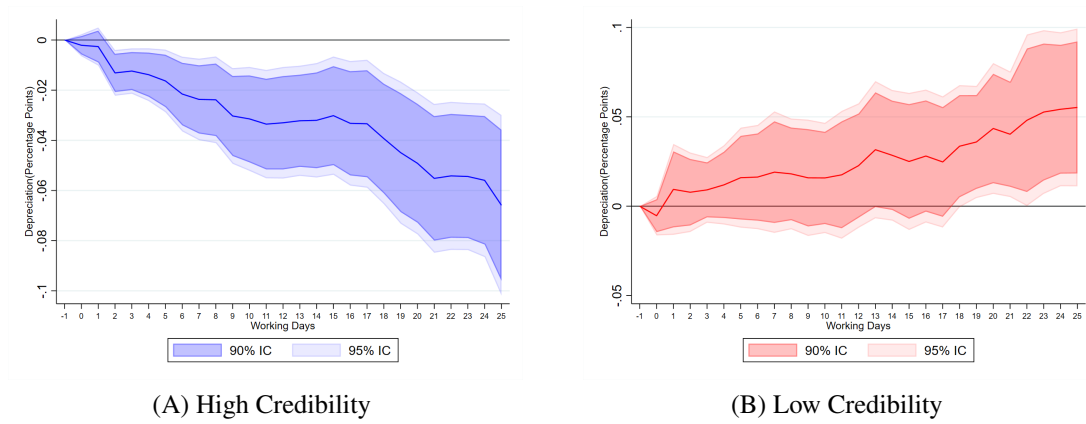 Depreciation(Percentage Points)
0
-.02
-.04
-.06
-.08
-.1
-1 0 1 2 3 4 5 6 7 8 9 10 11 12 13 14 15 16 17 18 19 20 21 22 23 24 25
Working Days
90% IC 95% IC
(A) High Credibility
Depreciation(Percentage Points)
.1
.05
0
-.05
-1 0 1 2 3 4 5 6 7 8 9 10 11 12 13 14 15 16 17 18 19 20 21 22 23 24 25
Working Days
90% IC 95% IC
(B) Low Credibility